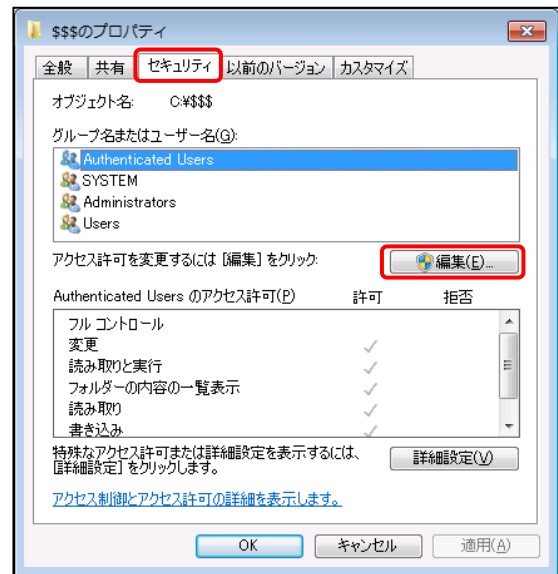 $$$のプロパティ
全般 共有 セキュリティ 以前のバージョン カスタマイズ
オブジェクト名: C:¥$$$
グループ名またはユーザー名(G):
Authenticated Users
SYSTEM
Administrators
Users
アクセス許可を変更するには [編集] をクリック:
編集(E)...
Authenticated Users のアクセス許可(P) 許可 拒否
フル コントロール
変更
読み取りと実行
フォルダーの内容の一覧表示
読み取り
書き込み
特殊なアクセス許可または詳細設定を表示するには、
[詳細設定] をクリックします。
詳細設定(V)
アクセス制御とアクセス許可の詳細を表示します。
OK キャンセル 適用(A)